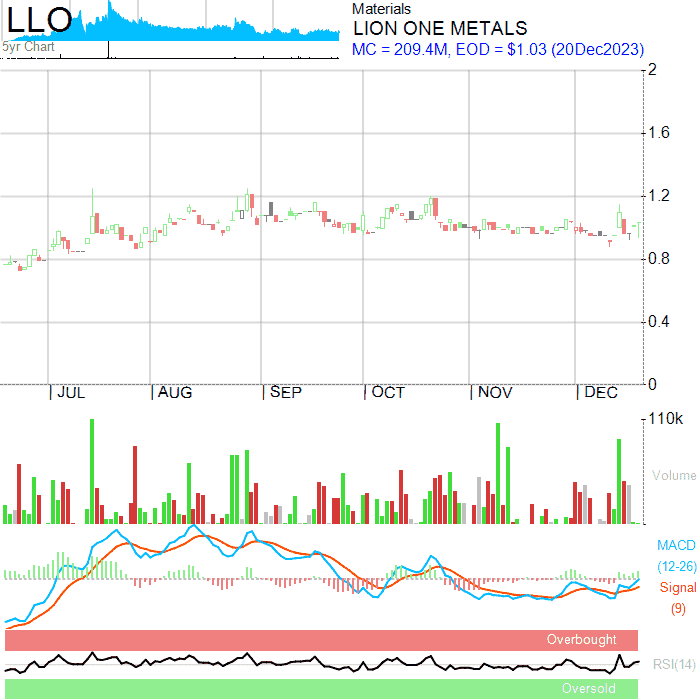 LLO
5yr Chart
Materials
LION ONE METALS
MC = 209.4M, EOD = $1.03 (20Dec2023)
2
1.6
1.2
0.8
0.4
0
JUL AUG SEP OCT NOV DEC
110k
Volume
MACD
(12-26)
Signal
(9)
Overbought
RSI(14)
Oversold